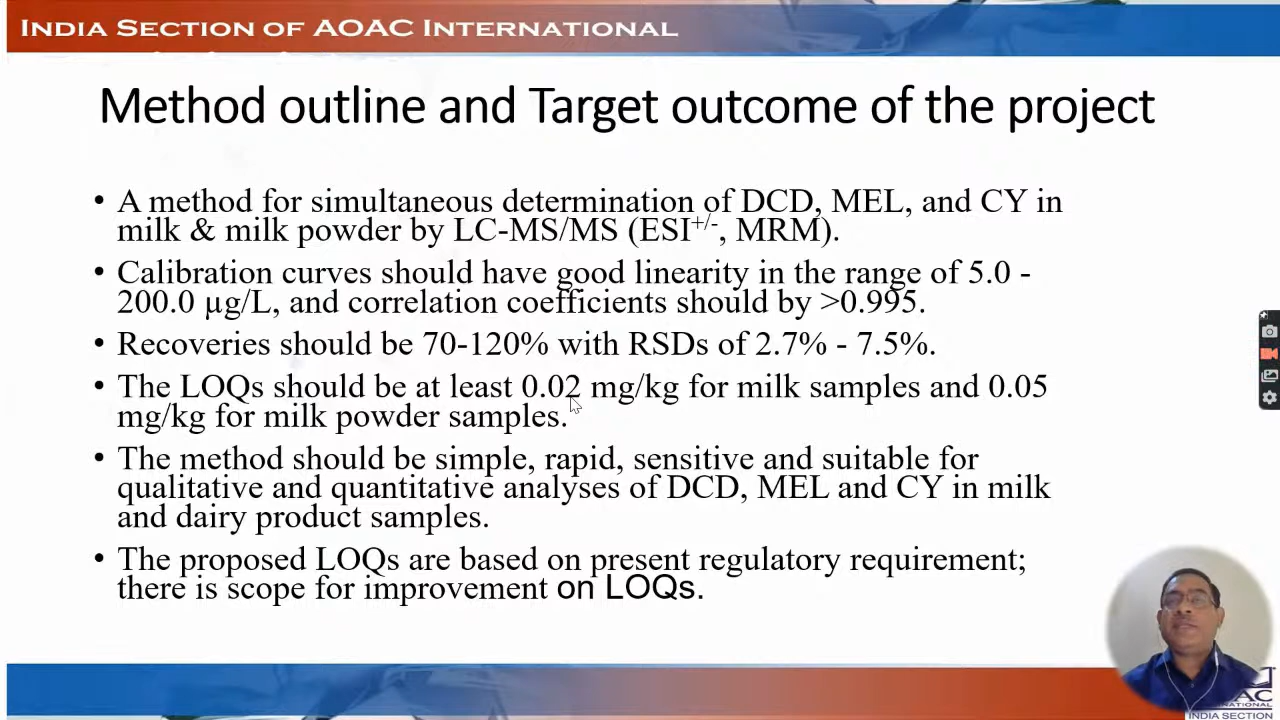 INDIA SECTION OF AOAC INTERNATIONAL
Method outline and Target outcome of the project
• A method for simultaneous determination of DCD, MEL, and CY in
milk & milk powder by LC-MS/MS (ESI+/-, MRM).
• Calibration curves should have good linearity in the range of 5.0 -
200.0 µg/L, and correlation coefficients should by >0.995.
• Recoveries should be 70-120% with RSDs of 2.7% - 7.5%.
• The LOQs should be at least 0.02 mg/kg for milk samples and 0.05
mg/kg for milk powder samples.
• The method should be simple, rapid, sensitive and suitable for
qualitative and quantitative analyses of DCD, MEL and CY in milk
and dairy product samples.
• The proposed LOQs are based on present regulatory requirement;
there is scope for improvement on LOQs.
INDIA SECTION